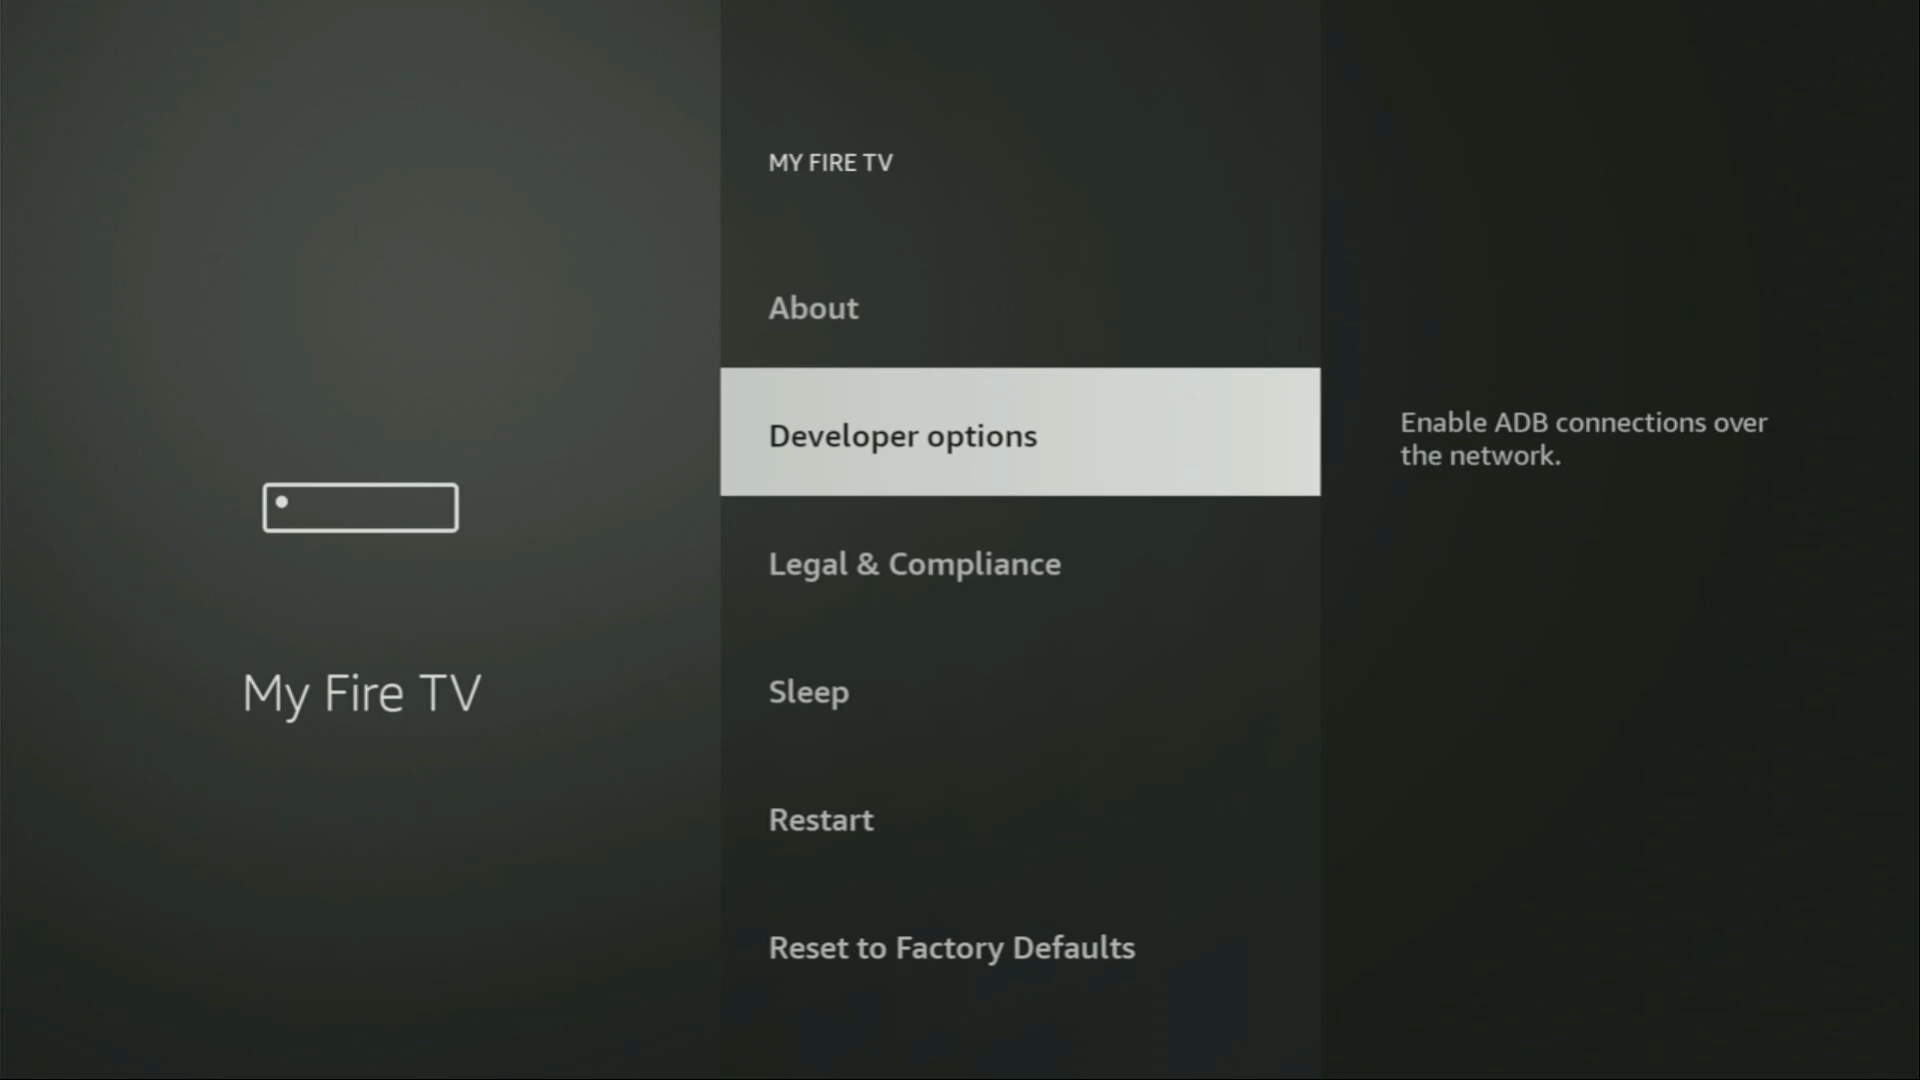 MY FIRE TV
About
Developer options
Enable ADB connections over
the network.
Legal & Compliance
My Fire TV
Sleep
Restart
Reset to Factory Defaults